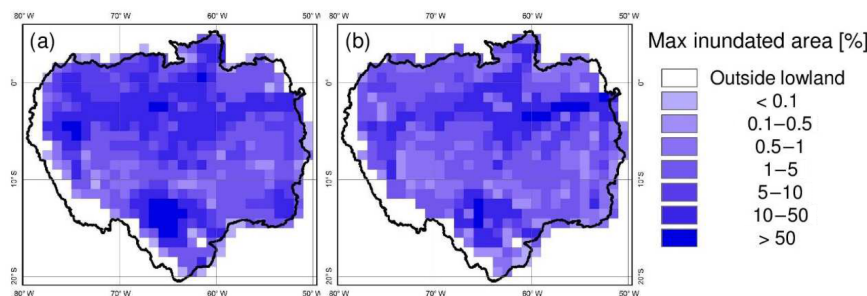 80° W 70° W 60° W 50° W 80° W 70° W 60° W 50° W
(a) (b) Max inundated area [%]
Outside lowland
0° 0°
< 0.1
0.1–0.5
0.5–1
1–5
10°S 10°S
5–10
10–50
> 50
20°S 20°S
80° W 70° W 60° W 50° W 80° W 70° W 60° W 50° W